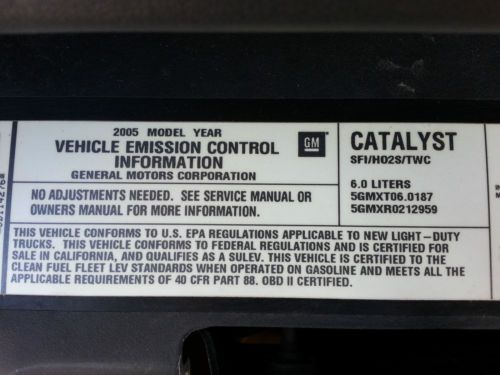 2005 MODEL YEAR
VEHICLE EMISSION CONTROL
INFORMATION
GENERAL MOTORS CORPORATION
GM
CATALYST
SFI/HO2S/TWC
NO ADJUSTMENTS NEEDED. SEE SERVICE MANUAL OR
OWNERS MANUAL FOR MORE INFORMATION.
6.0 LITERS
5GMXT06.0187
5GMXR0212959
THIS VEHICLE CONFORMS TO U.S. EPA REGULATIONS APPLICABLE TO NEW LIGHT-DUTY
TRUCKS. THIS VEHICLE CONFORMS TO FEDERAL REGULATIONS AND IS CERTIFIED FOR
SALE IN CALIFORNIA, AND QUALIFIES AS A SULEV. THIS VEHICLE IS CERTIFIED TO THE
CLEAN FUEL FLEET LEV STANDARDS WHEN OPERATED ON GASOLINE AND MEETS ALL THE
APPLICABLE REQUIREMENTS OF 40 CFR PART 88. OBD II CERTIFIED.